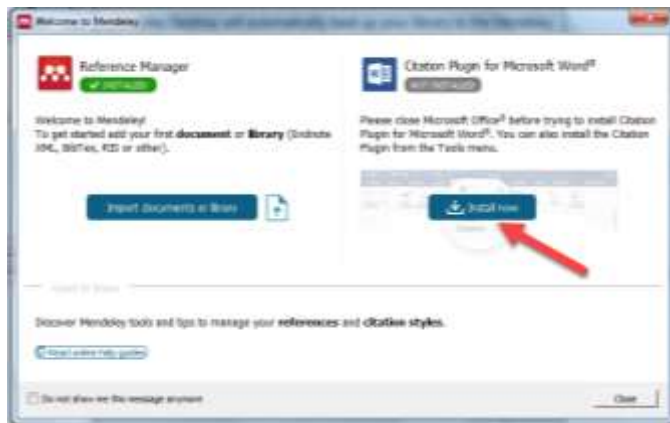 Welcome to Mendeley
Reference Manager
✓ INSTALLED
Welcome to Mendeley!
To get started add your first document or library (Endnote
XML, BibTex, RIS or other).
Import documents or library
Citation Plugin for Microsoft Word®
NOT INSTALLED
Please close Microsoft Office® before trying to install Citation
Plugin for Microsoft Word®. You can also install the Citation
Plugin from the Tools menu.
Install now
Discover Mendeley tools and tips to manage your references and citation styles.
Read online help guides
Do not show me this message anymore
Close